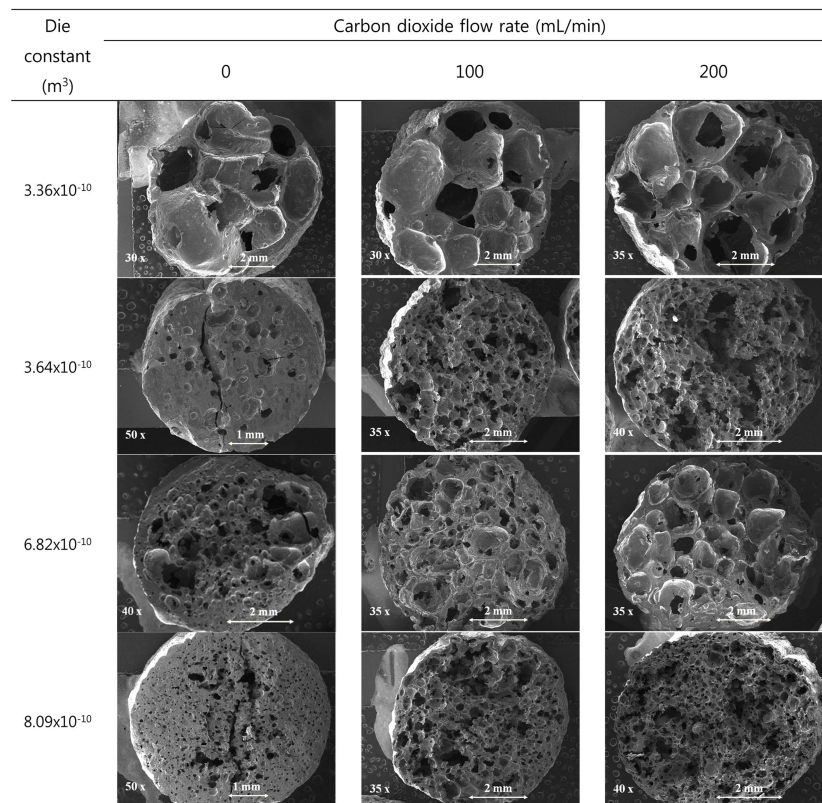 Die constant (m³)
Carbon dioxide flow rate (mL/min)
0 100 200
3.36x10⁻¹⁰
30 x 2 mm
30 x 2 mm
35 x 2 mm
3.64x10⁻¹⁰
50 x 1 mm
35 x 2 mm
40 x 2 mm
6.82x10⁻¹⁰
40 x 2 mm
35 x 2 mm
35 x 2 mm
8.09x10⁻¹⁰
50 x 1 mm
35 x 2 mm
40 x 2 mm